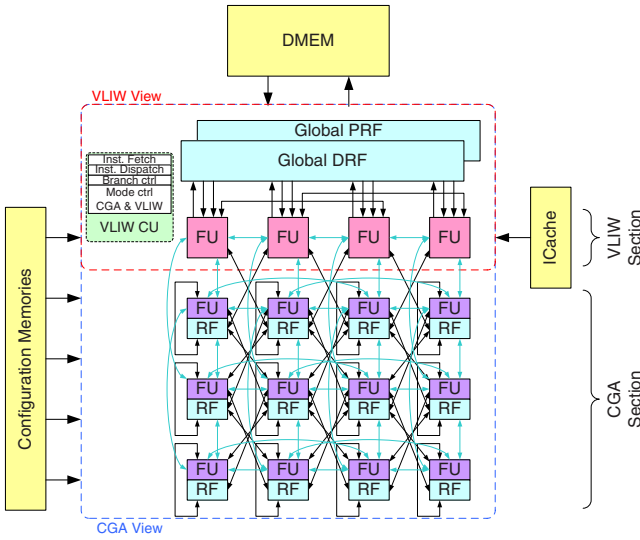 DMEM
VLIW View
Global PRF
Global DRF
Inst. Fetch
Inst. Dispatch
Branch ctrl
Mode ctrl
CGA & VLIW
VLIW CU
FU FU FU FU
ICache
VLIW
Section
Configuration Memories
FU FU FU FU
RF RF RF RF
FU FU FU FU
RF RF RF RF
FU FU FU FU
RF RF RF RF
CGA
Section
CGA View